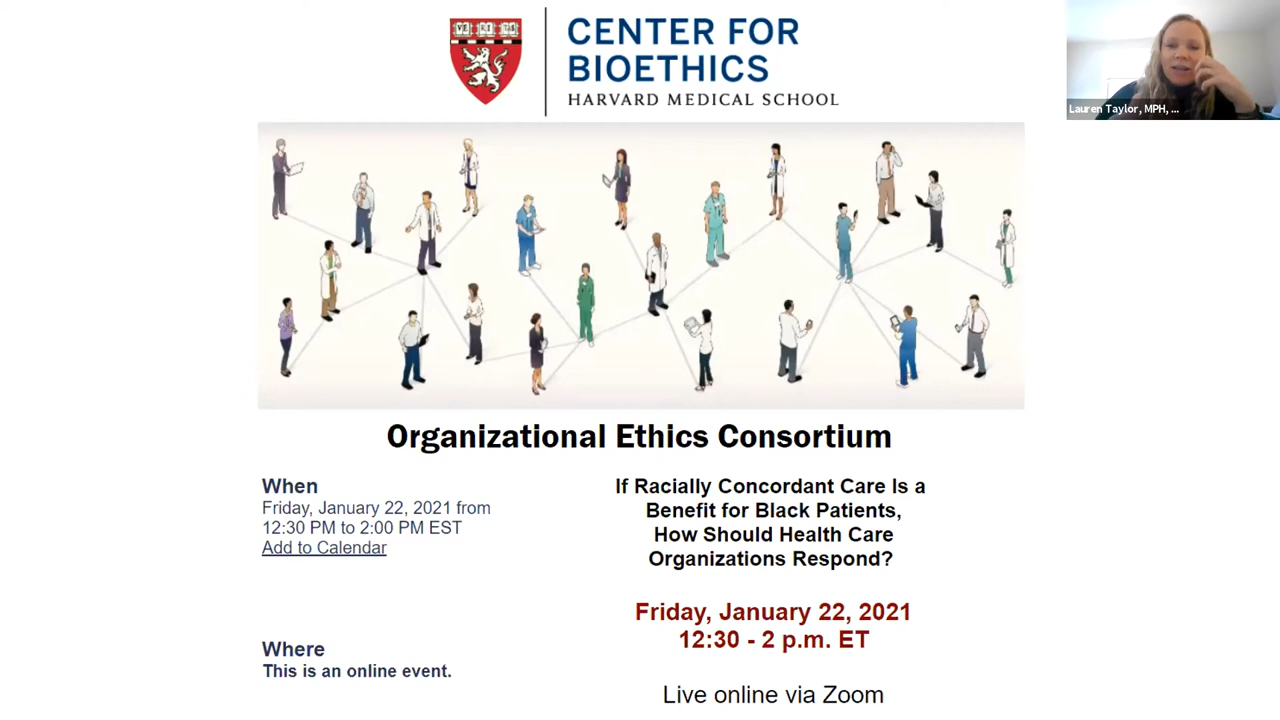 VE RI TAS
CENTER FOR
BIOETHICS
HARVARD MEDICAL SCHOOL
Lauren Taylor, MPH, ...
Organizational Ethics Consortium
When
Friday, January 22, 2021 from
12:30 PM to 2:00 PM EST
Add to Calendar
Where
This is an online event.
If Racially Concordant Care Is a
Benefit for Black Patients,
How Should Health Care
Organizations Respond?
Friday, January 22, 2021
12:30 - 2 p.m. ET
Live online via Zoom